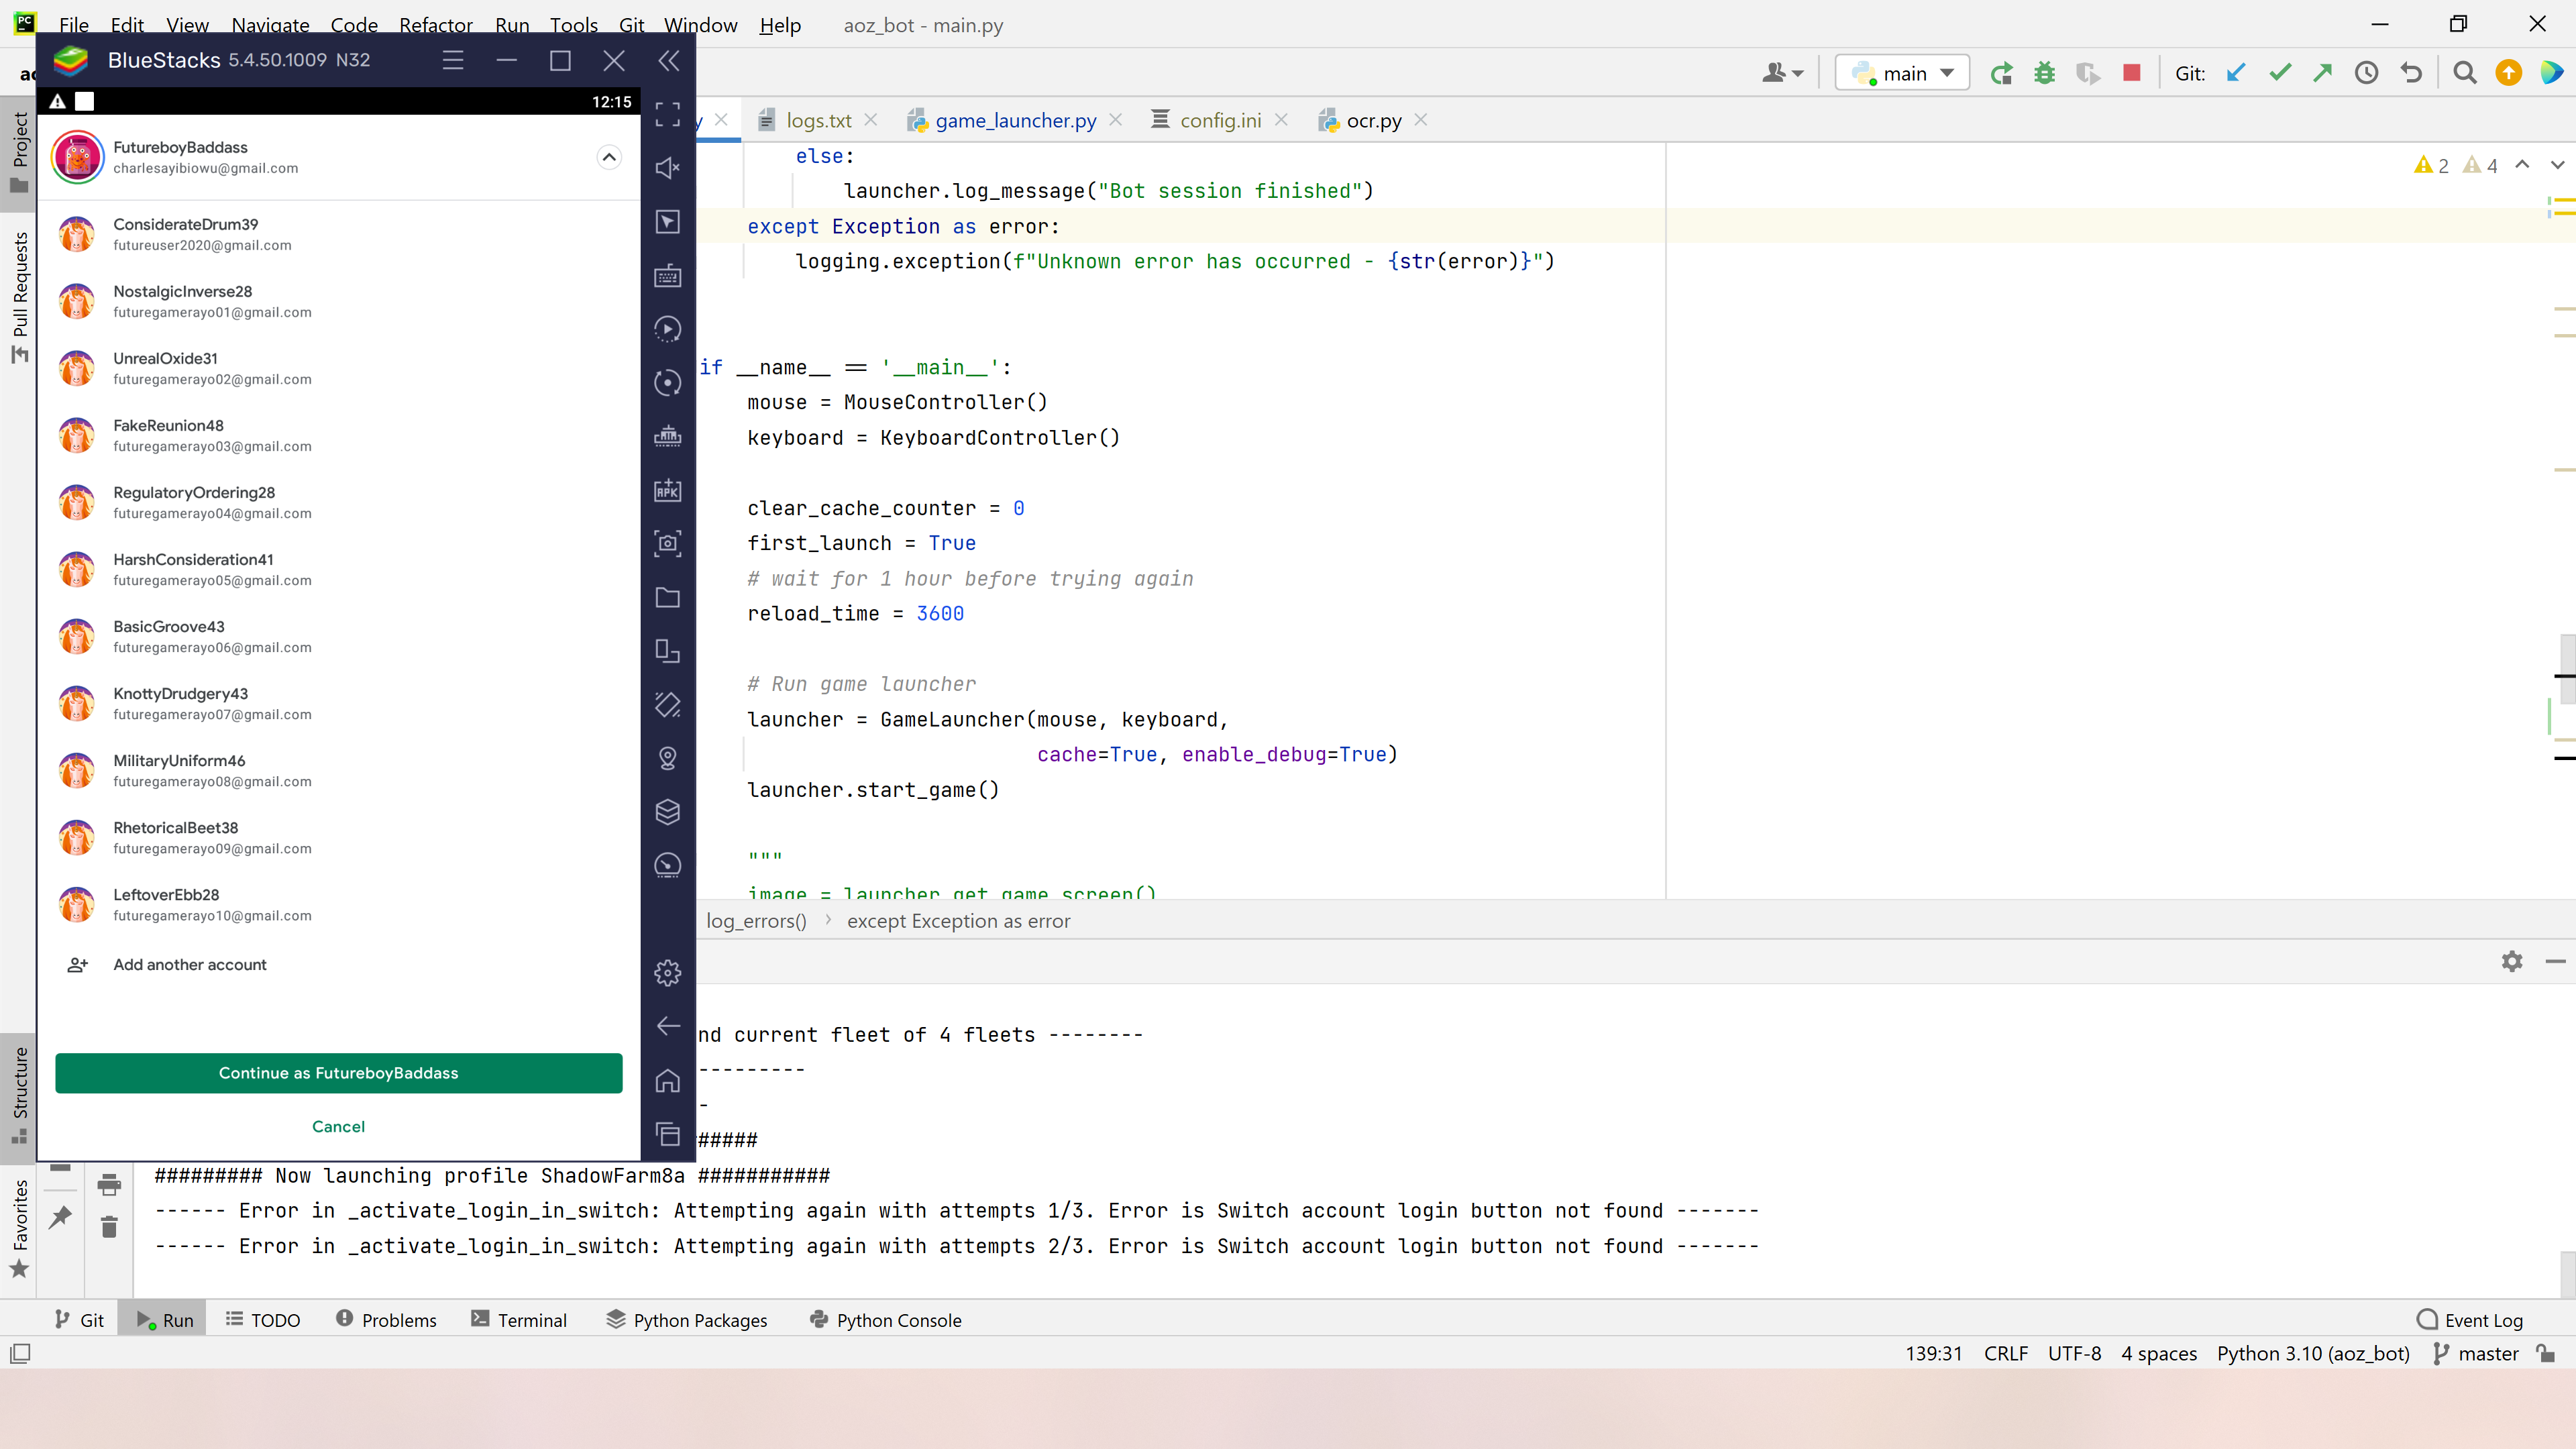 File Edit View Navigate Code Refactor Run Tools Git Window Help aoz_bot - main.py
BlueStacks 5.4.50.1009 N32
main Git:
12:15
logs.txt game_launcher.py config.ini ocr.py
FutureboyBaddass
charlesayibiowu@gmail.com
ConsiderateDrum39
futureuser2020@gmail.com
NostalgicInverse28
futuregamerayo01@gmail.com
UnrealOxide31
futuregamerayo02@gmail.com
FakeReunion48
futuregamerayo03@gmail.com
RegulatoryOrdering28
futuregamerayo04@gmail.com
HarshConsideration41
futuregamerayo05@gmail.com
BasicGroove43
futuregamerayo06@gmail.com
KnottyDrudgery43
futuregamerayo07@gmail.com
MilitaryUniform46
futuregamerayo08@gmail.com
RhetoricalBeet38
futuregamerayo09@gmail.com
LeftoverEbb28
futuregamerayo10@gmail.com
Add another account
Continue as FutureboyBaddass
Cancel
APK
Project
Pull Requests
Structure
Favorites
else:
launcher.log_message("Bot session finished")
except Exception as error:
logging.exception(f"Unknown error has occurred - {str(error)}")
if __name__ == '__main__':
mouse = MouseController()
keyboard = KeyboardController()
clear_cache_counter = 0
first_launch = True
# wait for 1 hour before trying again
reload_time = 3600
# Run game launcher
launcher = GameLauncher(mouse, keyboard,
cache=True, enable_debug=True)
launcher.start_game()
"""
image = launcher.get_game_screen()
2 4
log_errors() › except Exception as error
nd current fleet of 4 fleets --------
---------
-
#####
######### Now launching profile ShadowFarm8a ###########
------ Error in _activate_login_in_switch: Attempting again with attempts 1/3. Error is Switch account login button not found -------
------ Error in _activate_login_in_switch: Attempting again with attempts 2/3. Error is Switch account login button not found -------
Git Run TODO Problems Terminal Python Packages Python Console Event Log
139:31 CRLF UTF-8 4 spaces Python 3.10 (aoz_bot) master